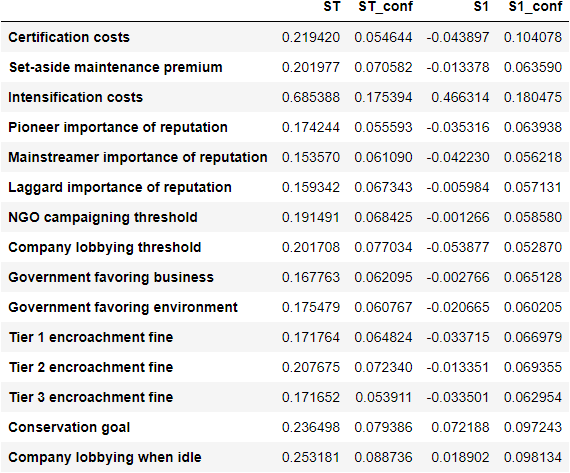 ST ST_conf S1 S1_conf
Certification costs 0.219420 0.054644 -0.043897 0.104078
Set-aside maintenance premium 0.201977 0.070582 -0.013378 0.063590
Intensification costs 0.685388 0.175394 0.466314 0.180475
Pioneer importance of reputation 0.174244 0.055593 -0.035316 0.063938
Mainstreamer importance of reputation 0.153570 0.061090 -0.042230 0.056218
Laggard importance of reputation 0.159342 0.067343 -0.005984 0.057131
NGO campaigning threshold 0.191491 0.068425 -0.001266 0.058580
Company lobbying threshold 0.201708 0.077034 -0.053877 0.052870
Government favoring business 0.167763 0.062095 -0.002766 0.065128
Government favoring environment 0.175479 0.060767 -0.020665 0.060205
Tier 1 encroachment fine 0.171764 0.064824 -0.033715 0.066979
Tier 2 encroachment fine 0.207675 0.072340 -0.013351 0.069355
Tier 3 encroachment fine 0.171652 0.053911 -0.033501 0.062954
Conservation goal 0.236498 0.079386 0.072188 0.097243
Company lobbying when idle 0.253181 0.088736 0.018902 0.098134